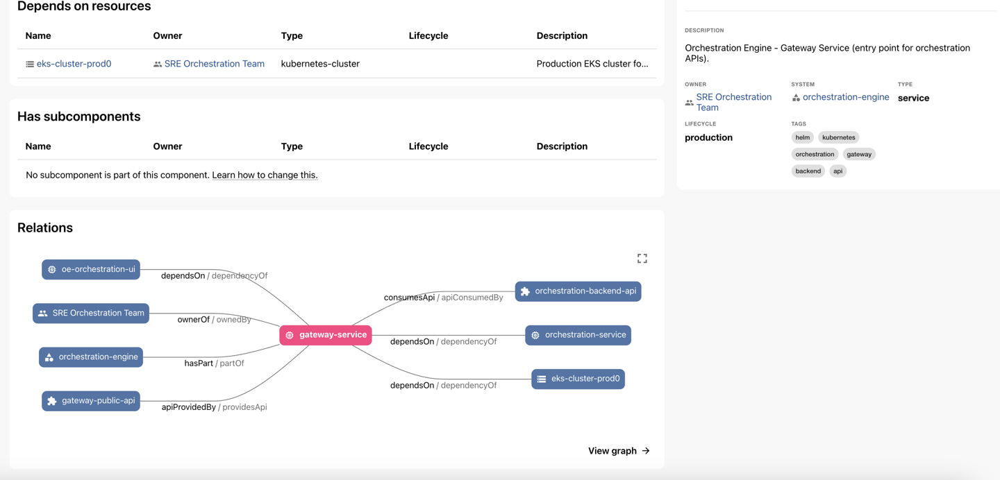 Depends on resources
Name Owner Type Lifecycle Description
eks-cluster-prod0 SRE Orchestration Team kubernetes-cluster Production EKS cluster fo...
Has subcomponents
Name Owner Type Lifecycle Description
No subcomponent is part of this component. Learn how to change this.
Relations
oe-orchestration-ui
dependsOn / dependencyOf
SRE Orchestration Team
ownerOf / ownedBy
orchestration-engine
hasPart / partOf
gateway-public-api
apiProvidedBy / providesApi
gateway-service
consumesApi / apiConsumedBy
orchestration-backend-api
dependsOn / dependencyOf
orchestration-service
dependsOn / dependencyOf
eks-cluster-prod0
View graph →
DESCRIPTION
Orchestration Engine - Gateway Service (entry point for orchestration
APIs).
OWNER SYSTEM TYPE
SRE Orchestration
Team
orchestration-engine
service
LIFECYCLE TAGS
production
helm kubernetes
orchestration gateway
backend api